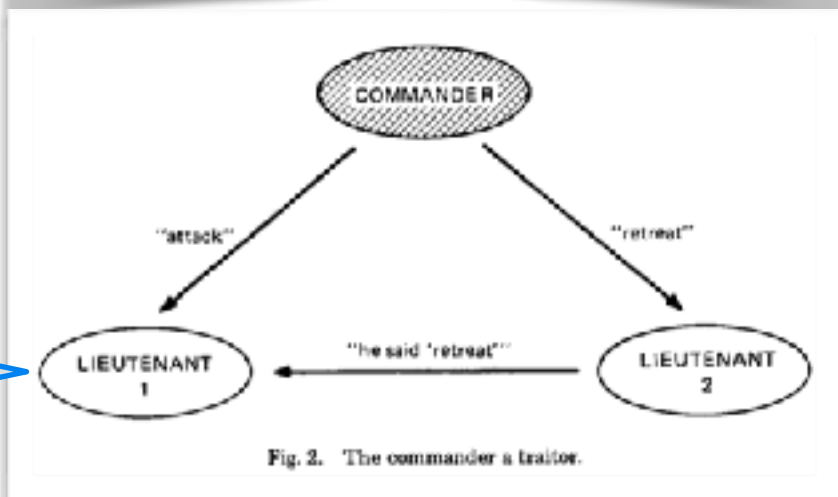 COMMANDER
"attack"
"retreat"
"he said 'retreat'"
LIEUTENANT
1
LIEUTENANT
2
Fig. 2. The commander a traitor.